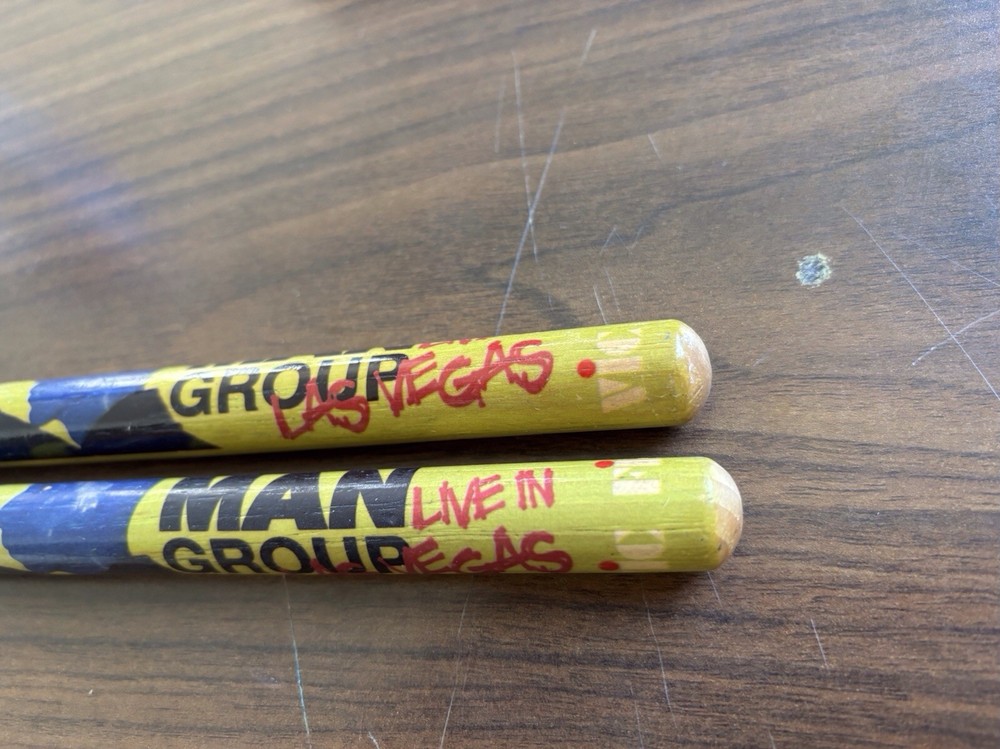 GROUP
LAS VEGAS
MAN
LIVE IN
GROUP
VEGAS